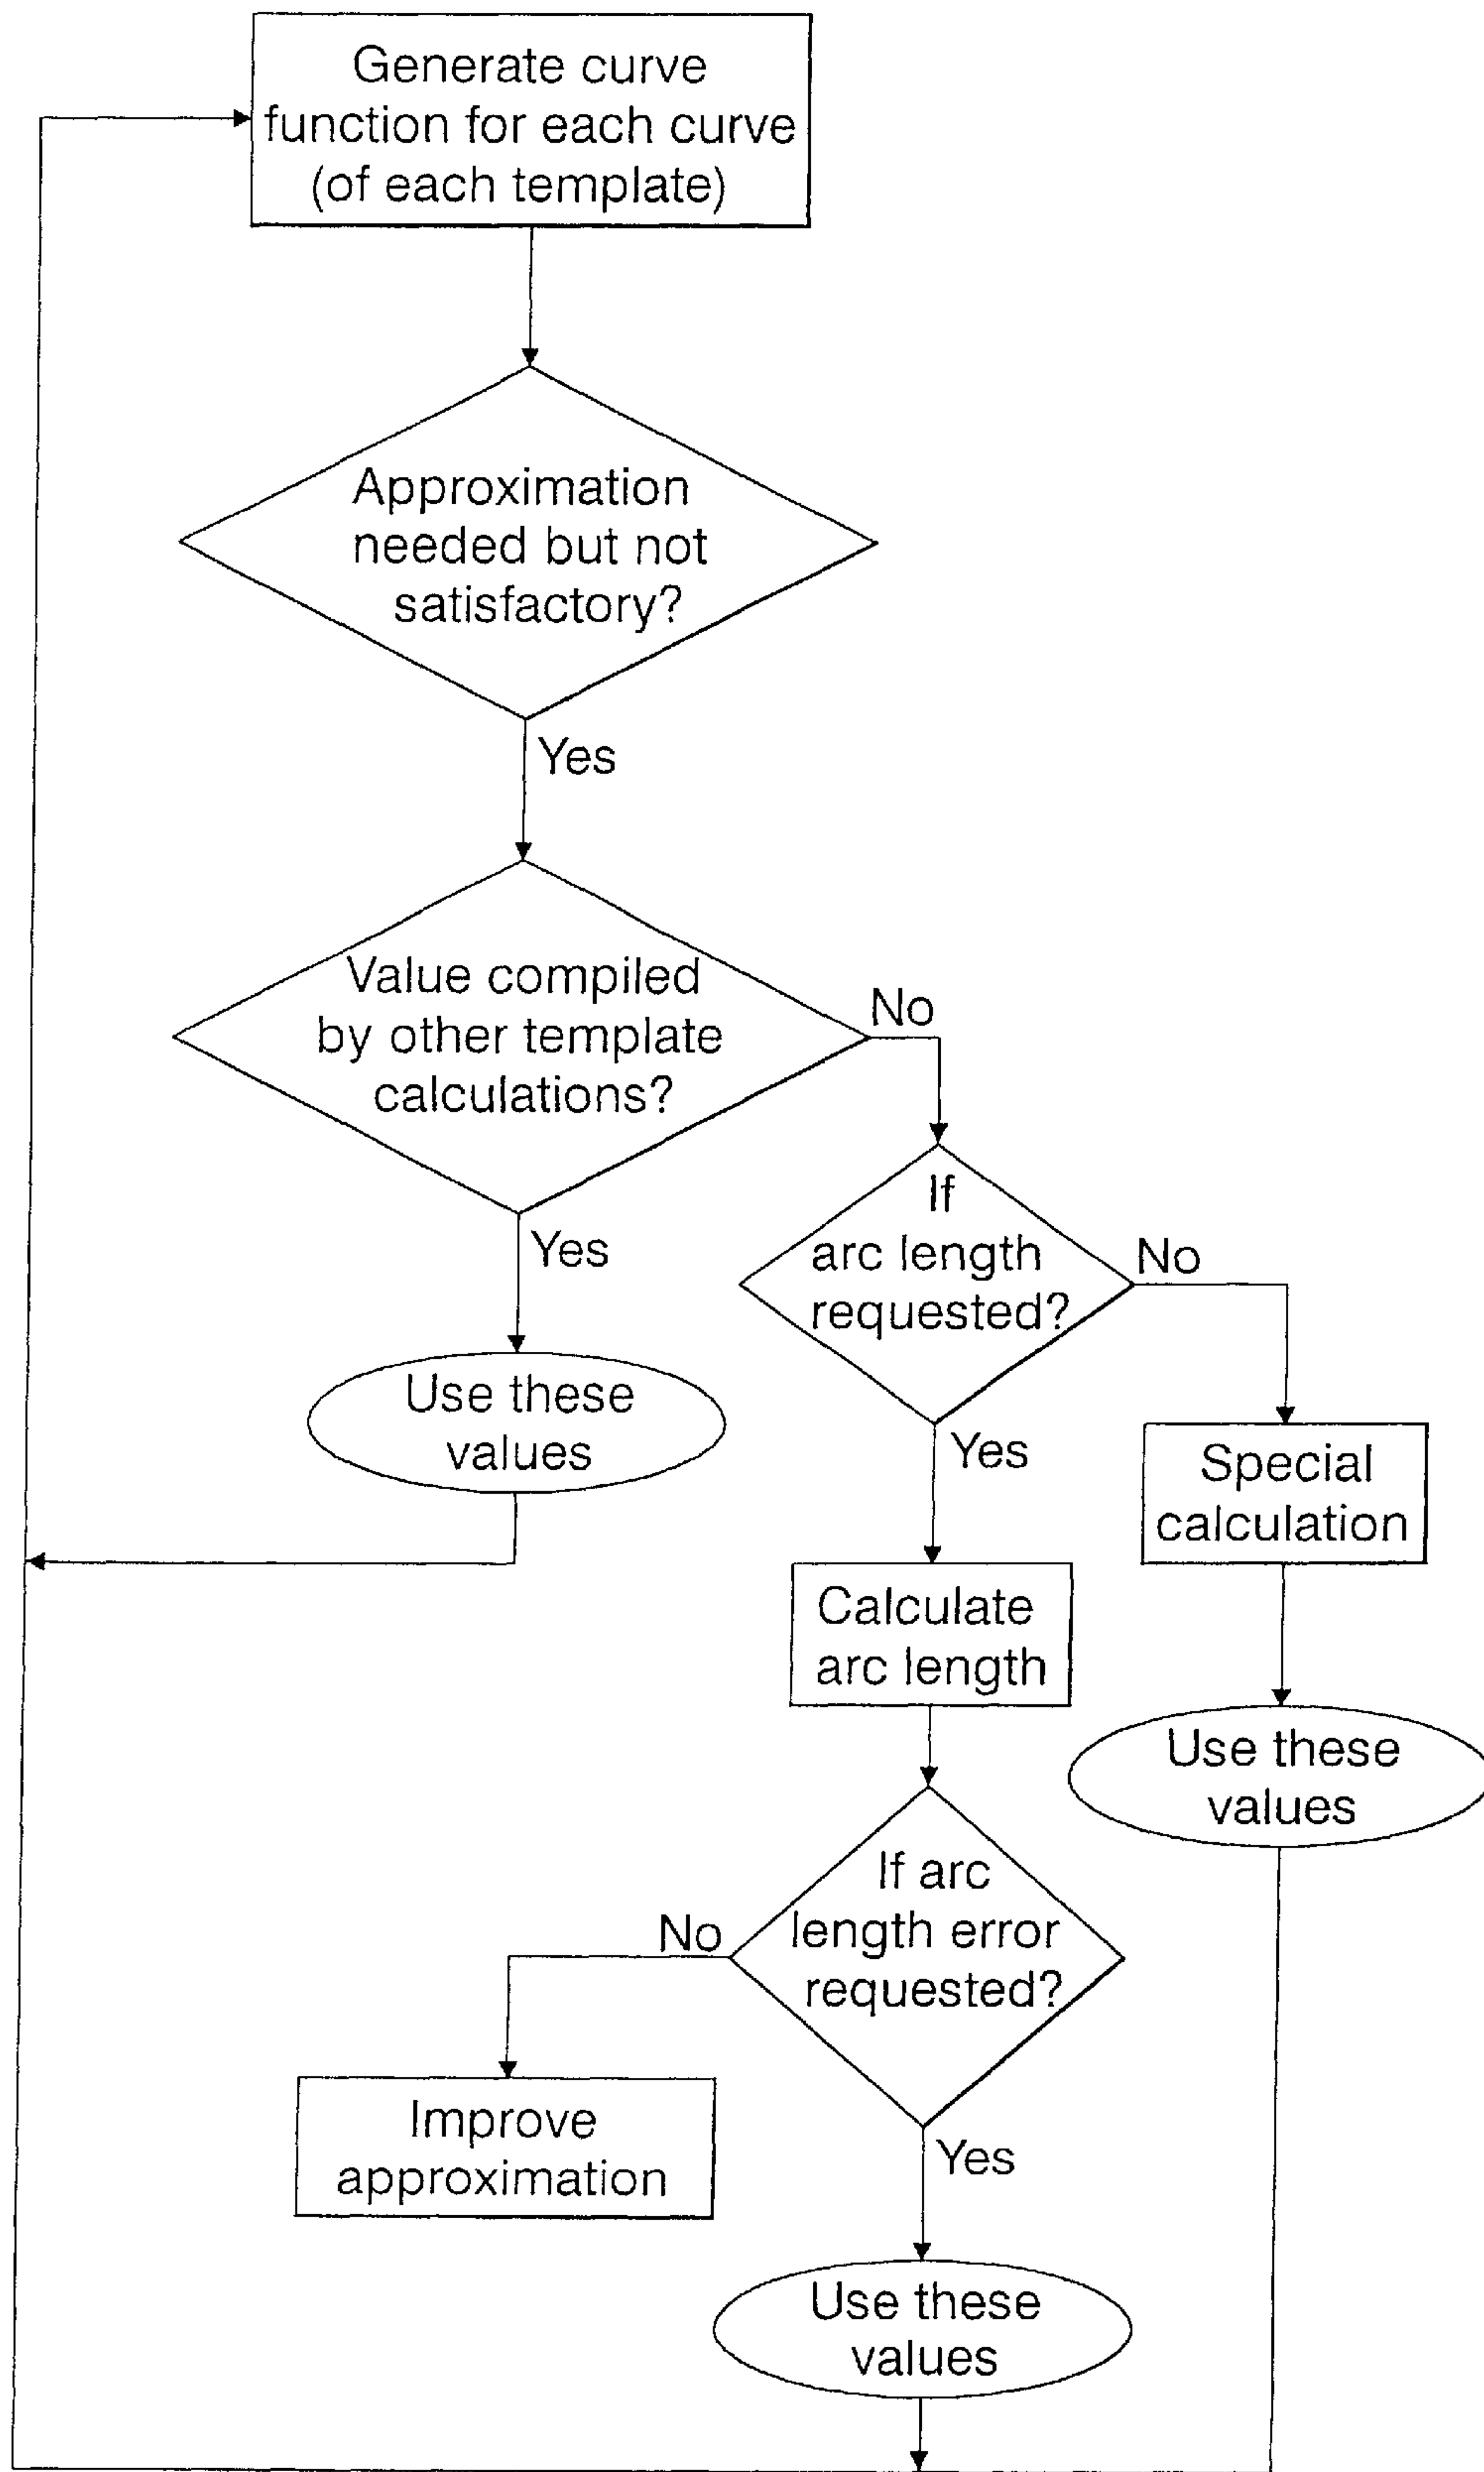 Generate curve
function for each curve
(of each template)
Approximation
needed but not
satisfactory?
Yes
Value compiled
by other template
calculations?
No
Yes
If
arc length
requested?
No
Use these
values
Yes
Special
calculation
Calculate
arc length
Use these
values
If arc
length error
requested?
No
Improve
approximation
Yes
Use these
values